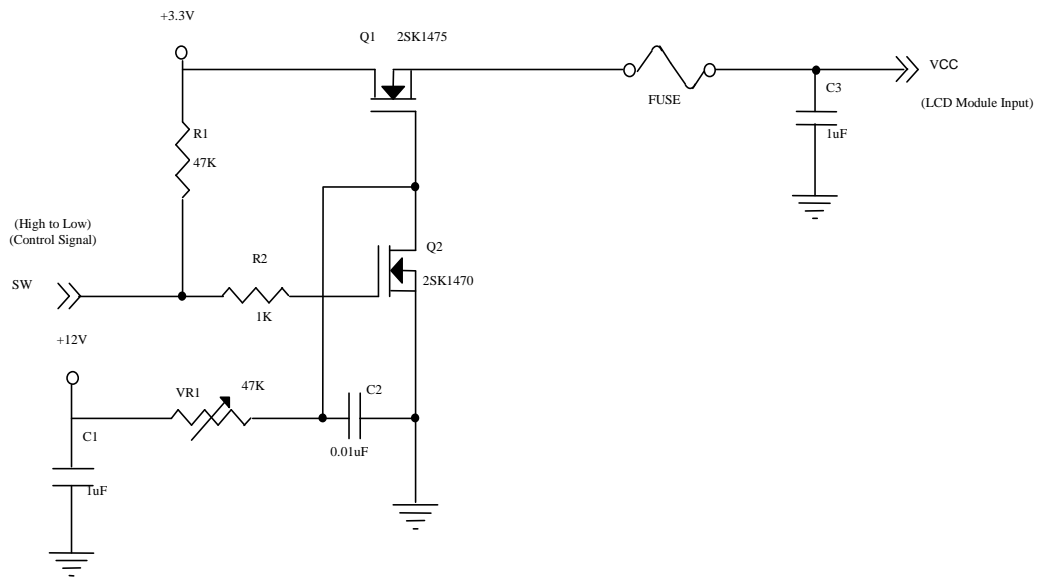 +3.3V
Q1 2SK1475
VCC
FUSE
C3
(LCD Module Input)
R1
1uF
47K
(High to Low)
(Control Signal)
Q2
R2
SW
2SK1470
1K
+12V
VR1
47K
C2
C1
0.01uF
1uF